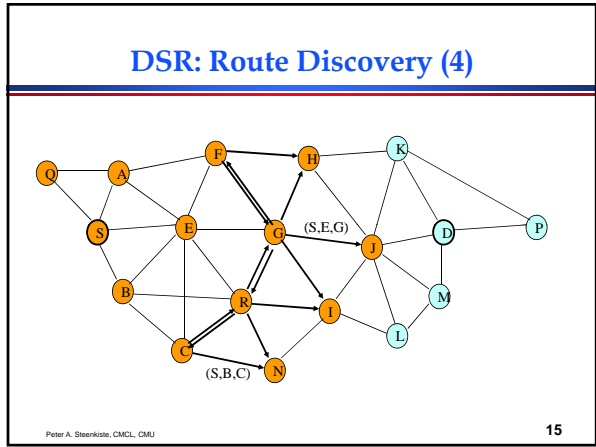 DSR: Route Discovery (4)
K
F
H
Q
A
(S,E,G)
S
E
G
D
P
J
B
R
M
I
L
C
(S,B,C)
N
Peter A. Steenkiste, CMCL, CMU
15